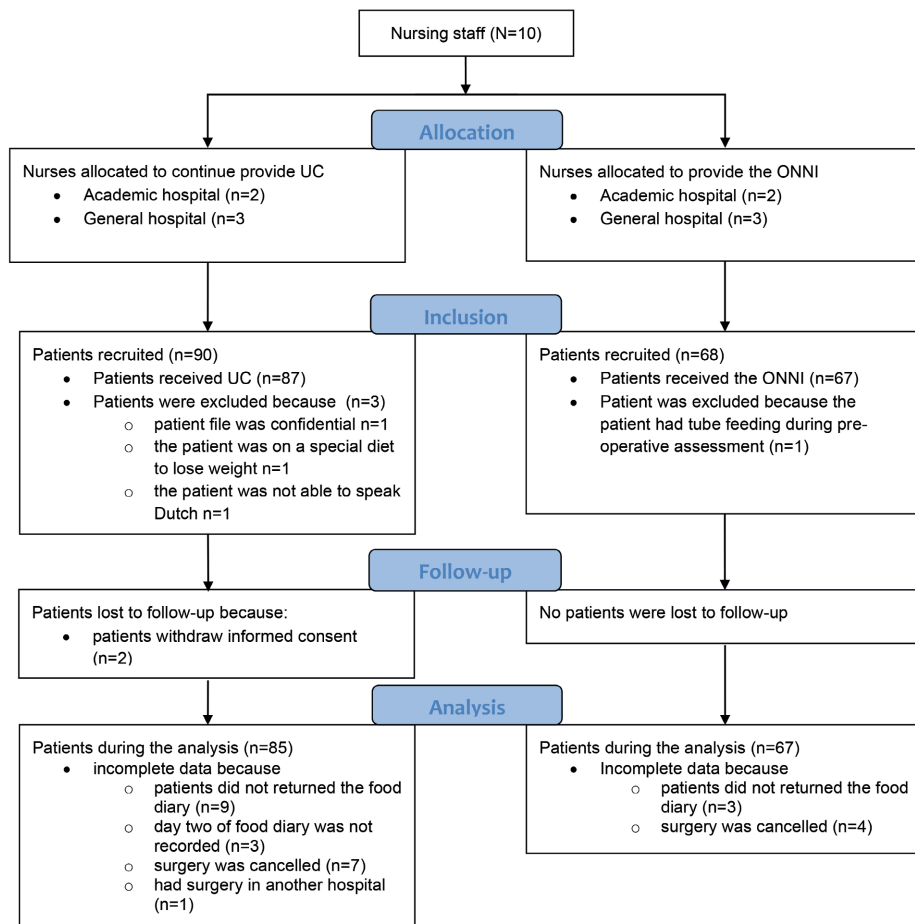 Nursing staff (N=10)
Allocation
Nurses allocated to continue provide UC
• Academic hospital (n=2)
• General hospital (n=3
Nurses allocated to provide the ONNI
• Academic hospital (n=2)
• General hospital (n=3)
Inclusion
Patients recruited (n=90)
• Patients received UC (n=87)
• Patients were excluded because (n=3)
o patient file was confidential n=1
o the patient was on a special diet
to lose weight n=1
o the patient was not able to speak
Dutch n=1
Patients recruited (n=68)
• Patients received the ONNI (n=67)
• Patient was excluded because the
patient had tube feeding during pre-
operative assessment (n=1)
Follow-up
Patients lost to follow-up because:
• patients withdraw informed consent
(n=2)
No patients were lost to follow-up
Analysis
Patients during the analysis (n=85)
• incomplete data because
o patients did not returned the food
diary (n=9)
o day two of food diary was not
recorded (n=3)
o surgery was cancelled (n=7)
o had surgery in another hospital
(n=1)
Patients during the analysis (n=67)
• Incomplete data because
o patients did not returned the food
diary (n=3)
o surgery was cancelled (n=4)